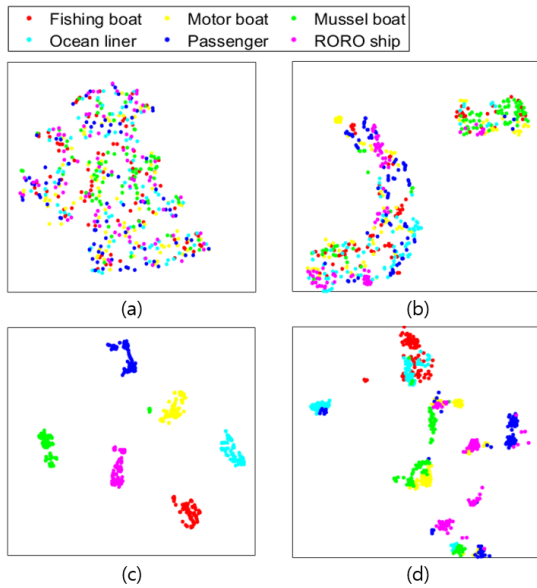 Fishing boat Motor boat Mussel boat
Ocean liner Passenger RORO ship
(a) (b)
(c) (d)